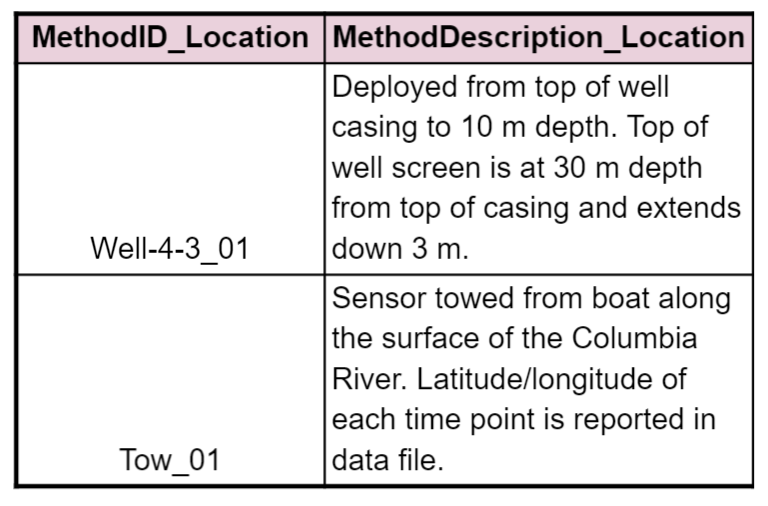 MethodID_Location MethodDescription_Location
Deployed from top of well
casing to 10 m depth. Top of
well screen is at 30 m depth
from top of casing and extends
Well-4-3_01 down 3 m.
Sensor towed from boat along
the surface of the Columbia
River. Latitude/longitude of
each time point is reported in
Tow_01 data file.